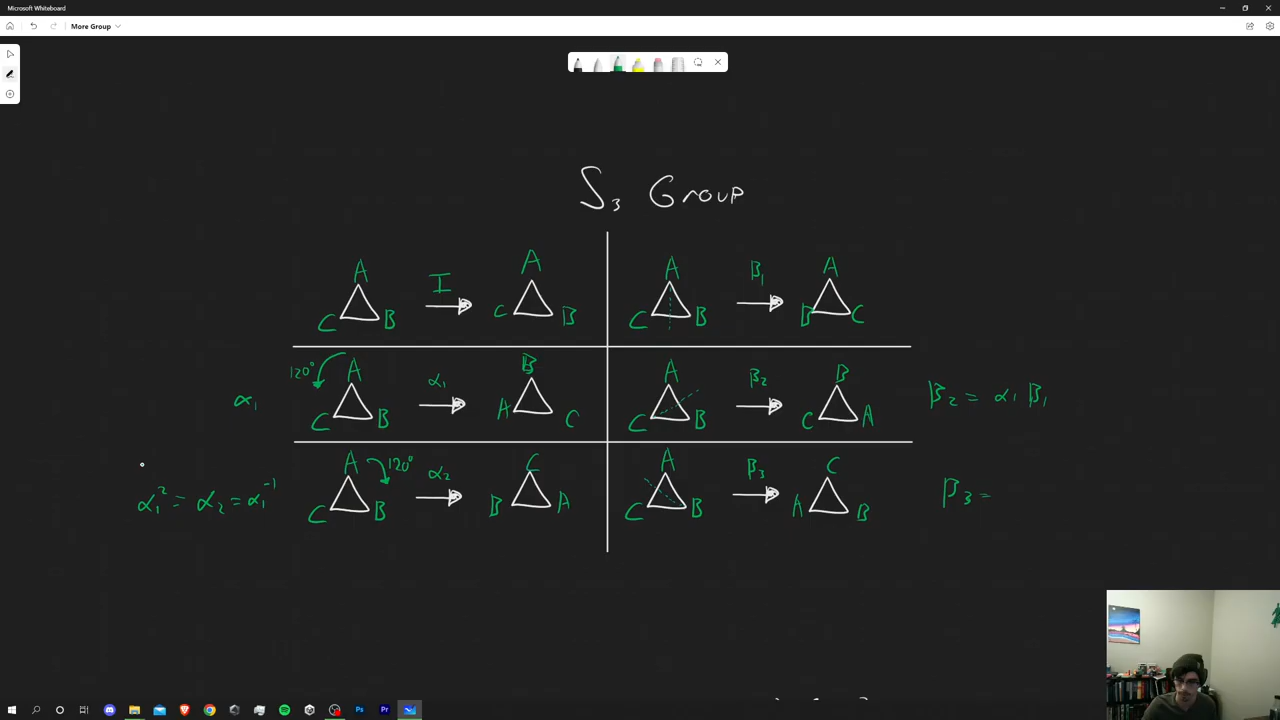 Microsoft Whiteboard
More Group
S₃ Group
A I A A β₁ A
C B C B C B B C
120° A α₁ B A β₂ B
α₁ C B A C C B C A β₂ = α₁ β₁
A 120° α₂ C A β₃ C
α₁² = α₂ = α₁⁻¹ C B B A C B A B β₃ =